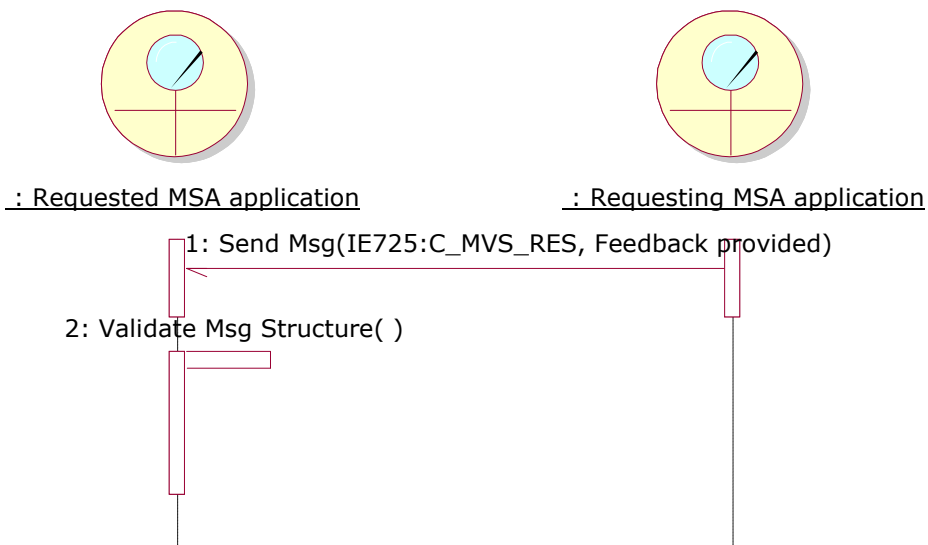 : Requested MSA application
: Requesting MSA application
1: Send Msg(IE725:C_MVS_RES, Feedback provided)
2: Validate Msg Structure( )